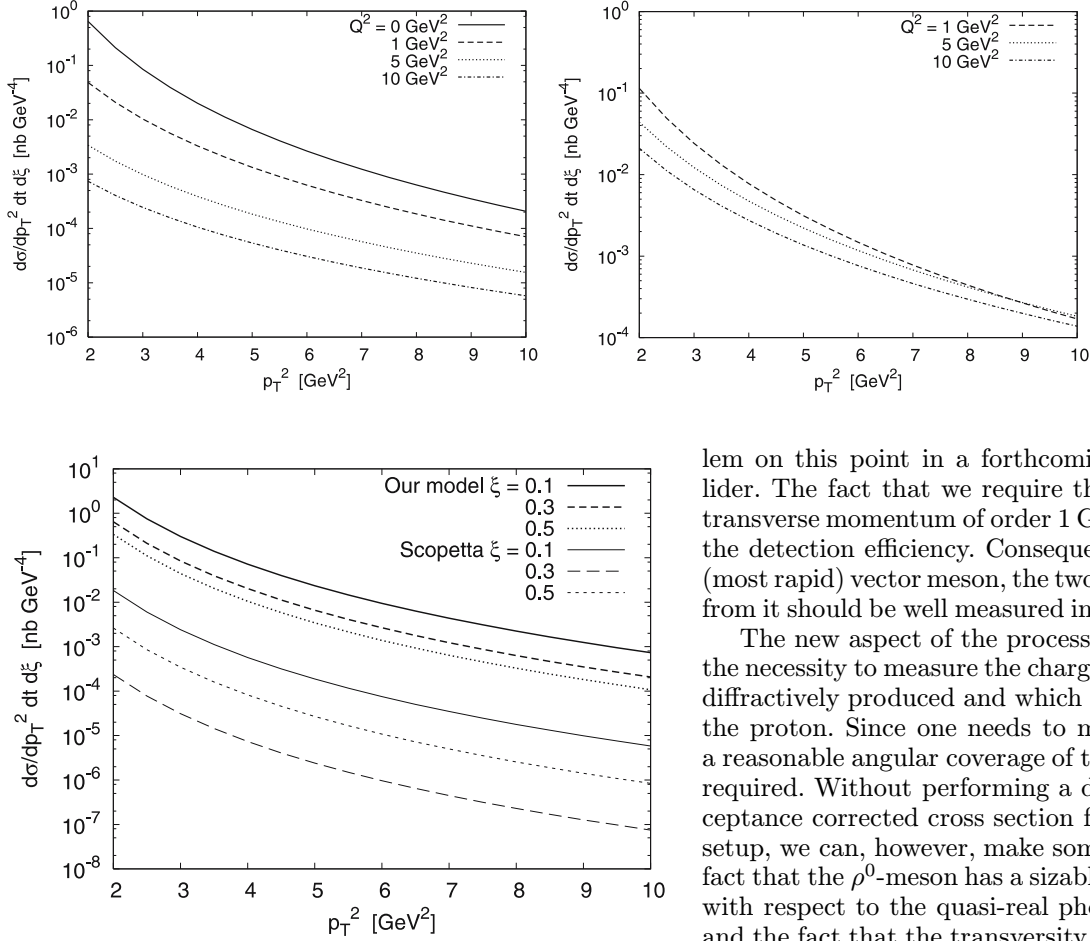 10^0
10^-1
10^-2
10^-3
10^-4
10^-5
10^-6
dσ/dp_T^2 dt dξ [nb GeV^-4]
Q^2 = 0 GeV^2
1 GeV^2
5 GeV^2
10 GeV^2
2 3 4 5 6 7 8 9 10
p_T^2 [GeV^2]
10^0
10^-1
10^-2
10^-3
10^-4
dσ/dp_T^2 dt dξ [nb GeV^-4]
Q^2 = 1 GeV^2
5 GeV^2
10 GeV^2
2 3 4 5 6 7 8 9 10
p_T^2 [GeV^2]
10^1
10^0
10^-1
10^-2
10^-3
10^-4
10^-5
10^-6
10^-7
10^-8
dσ/dp_T^2 dt dξ [nb GeV^-4]
Our model ξ = 0.1
0.3
0.5
Scopetta ξ = 0.1
0.3
0.5
2 3 4 5 6 7 8 9 10
p_T^2 [GeV^2]
lem on this point in a forthcomi
lider. The fact that we require th
transverse momentum of order 1 G
the detection efficiency. Conseque
(most rapid) vector meson, the two
from it should be well measured in
The new aspect of the process
the necessity to measure the charg
diffractively produced and which
the proton. Since one needs to m
a reasonable angular coverage of t
required. Without performing a d
ceptance corrected cross section f
setup, we can, however, make som
fact that the ρ^0-meson has a sizabl
with respect to the quasi-real pho
and the fact that the transversity